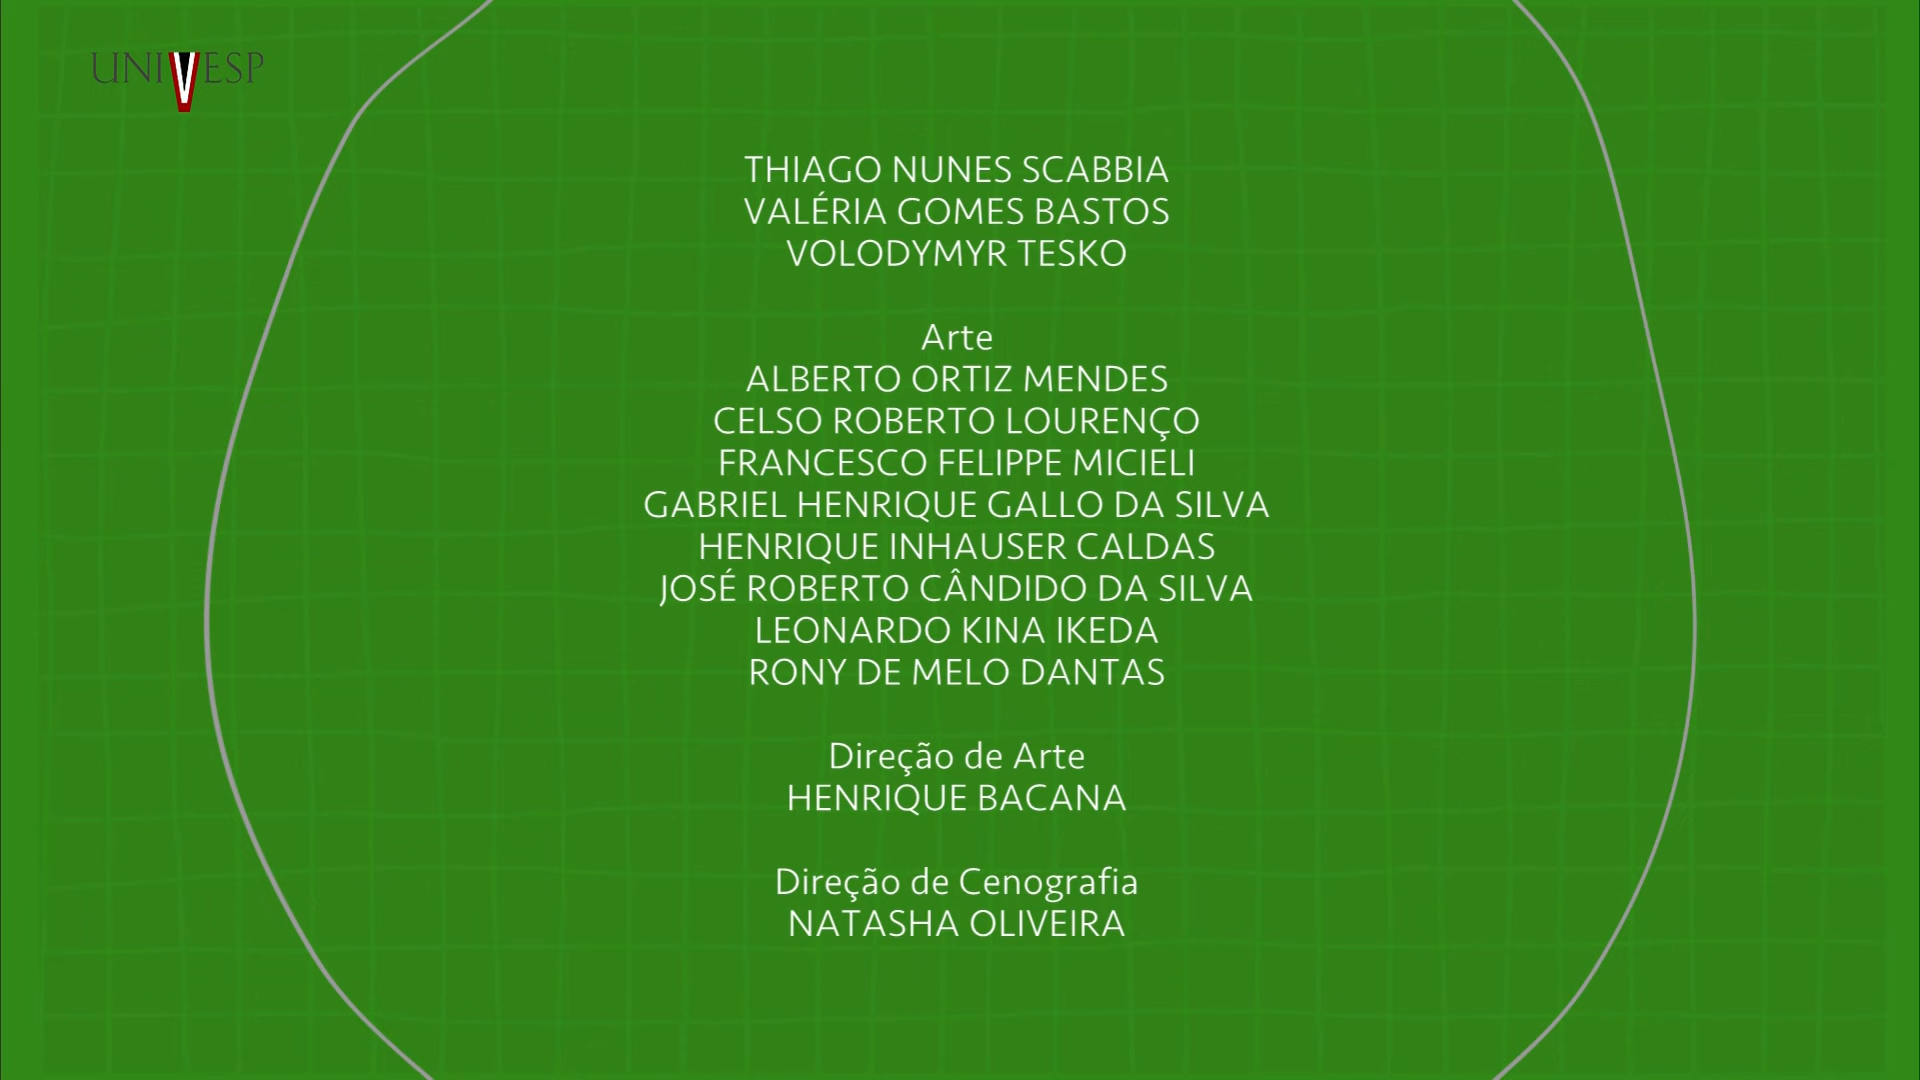 UNIVESP
THIAGO NUNES SCABBIA
VALÉRIA GOMES BASTOS
VOLODYMYR TESKO
Arte
ALBERTO ORTIZ MENDES
CELSO ROBERTO LOURENÇO
FRANCESCO FELIPPE MICIELI
GABRIEL HENRIQUE GALLO DA SILVA
HENRIQUE INHAUSER CALDAS
JOSÉ ROBERTO CÂNDIDO DA SILVA
LEONARDO KINA IKEDA
RONY DE MELO DANTAS
Direção de Arte
HENRIQUE BACANA
Direção de Cenografia
NATASHA OLIVEIRA